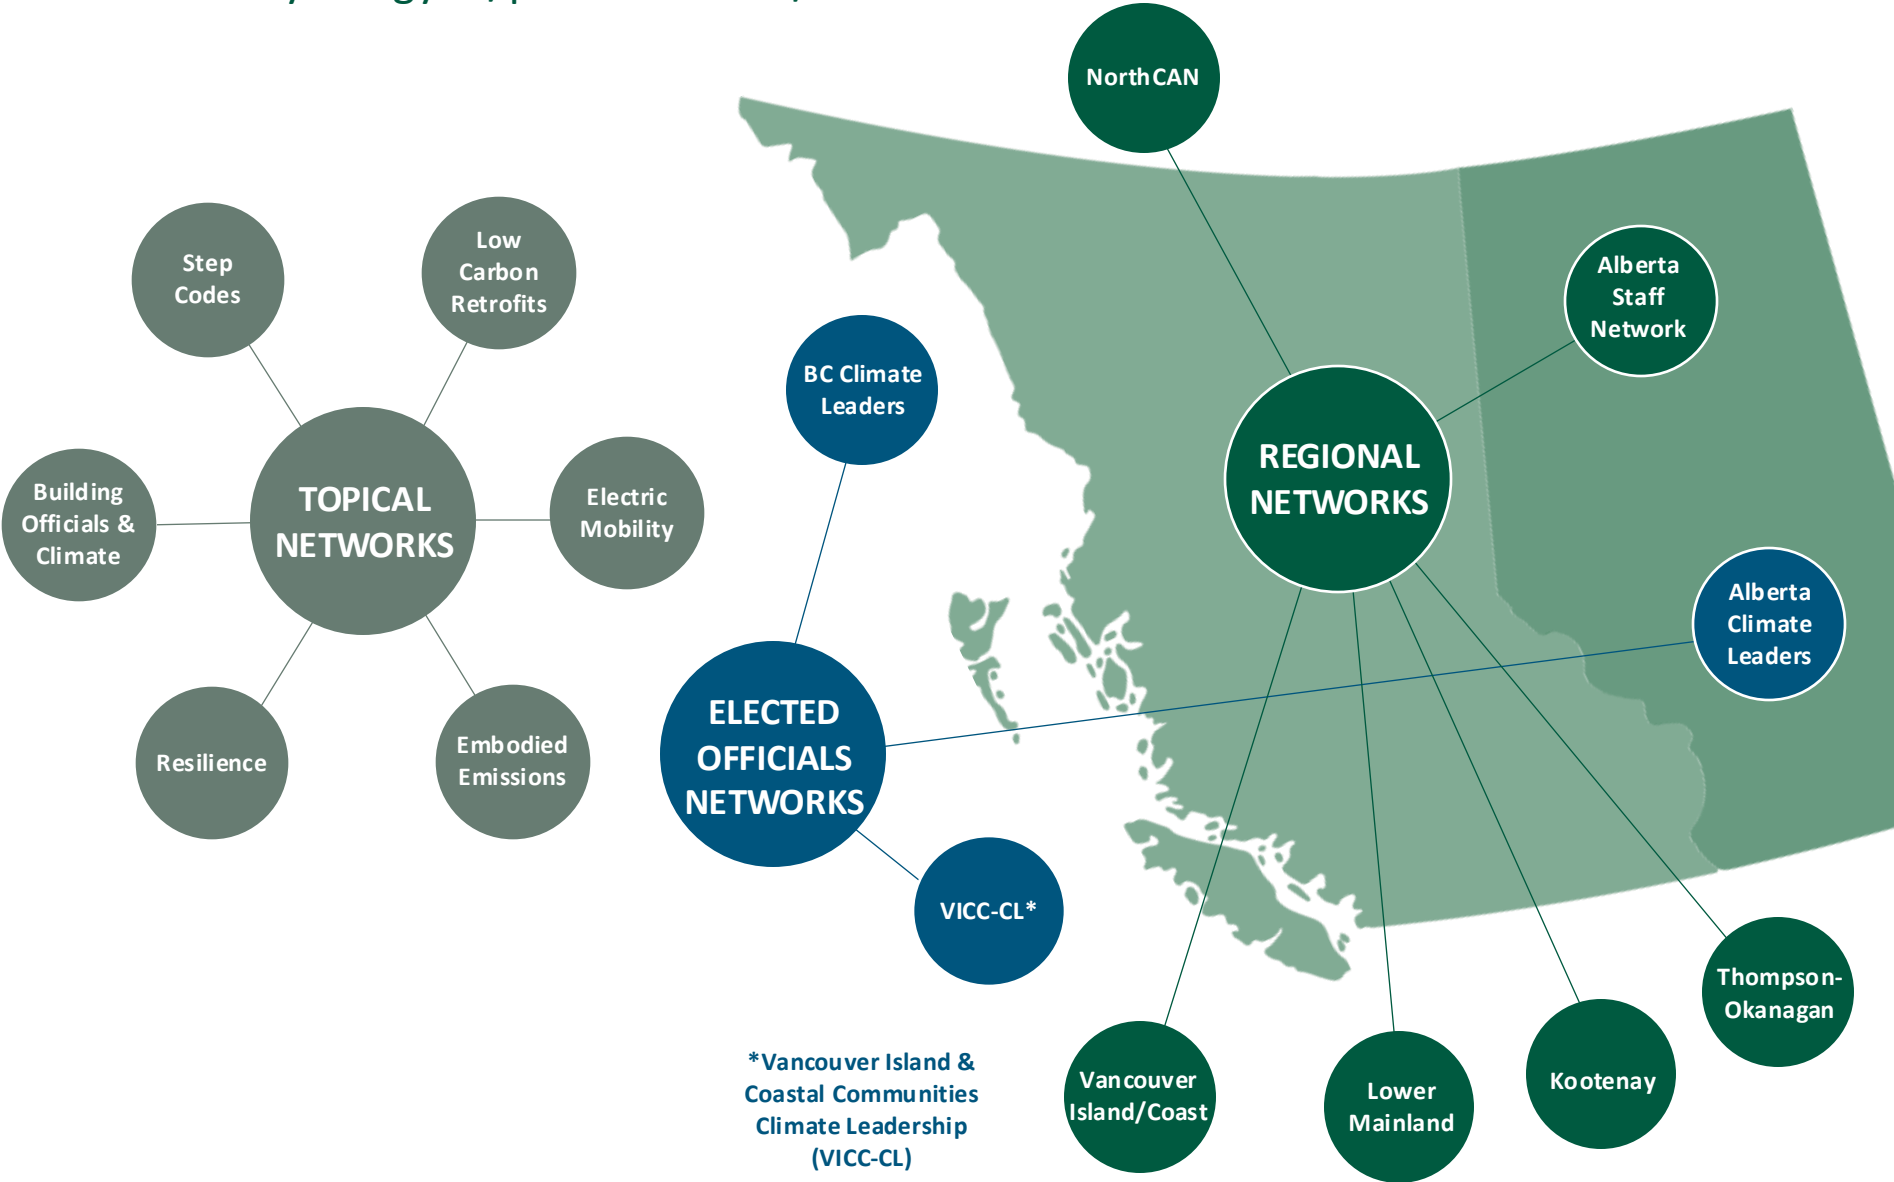 NorthCAN
Step
Codes
Low
Carbon
Retrofits
Building
Officials &
Climate
TOPICAL
NETWORKS
Electric
Mobility
Resilience
Embodied
Emissions
BC Climate
Leaders
ELECTED
OFFICIALS
NETWORKS
VICC-CL*
*Vancouver Island &
Coastal Communities
Climate Leadership
(VICC-CL)
Alberta
Staff
Network
REGIONAL
NETWORKS
Alberta
Climate
Leaders
Vancouver
Island/Coast
Lower
Mainland
Kootenay
Thompson-
Okanagan